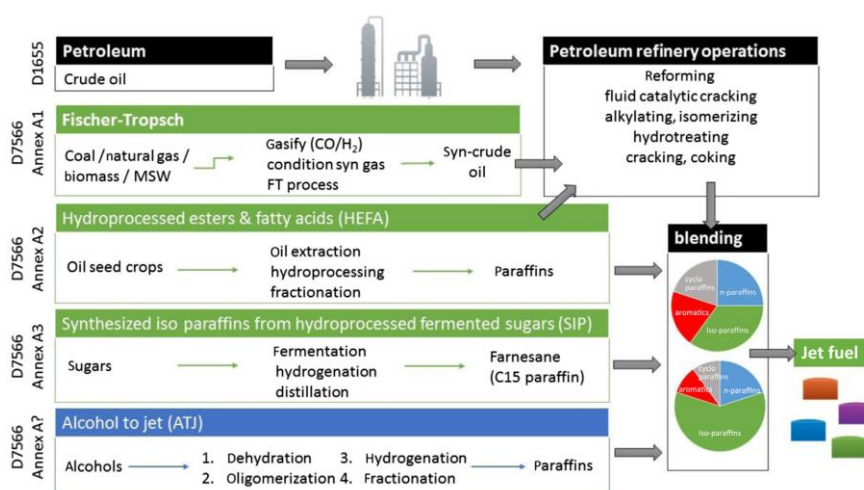 D1655
Petroleum
Crude oil
Petroleum refinery operations
Reforming
fluid catalytic cracking
alkylating, isomerizing
hydrotreating
cracking, coking
D7566
Annex A1
Fischer-Tropsch
Coal /natural gas /
biomass / MSW
Gasify (CO/H₂)
condition syn gas
FT process
Syn-crude
oil
D7566
Annex A2
Hydroprocessed esters & fatty acids (HEFA)
Oil seed crops
Oil extraction
hydroprocessing
fractionation
Paraffins
D7566
Annex A3
Synthesized iso paraffins from hydroprocessed fermented sugars (SIP)
Sugars
Fermentation
hydrogenation
distillation
Farnesane
(C15 paraffin)
D7566
Annex A?
Alcohol to jet (ATJ)
Alcohols
1. Dehydration
2. Oligomerization
3. Hydrogenation
4. Fractionation
Paraffins
blending
cyclo
paraffins
n-paraffins
aromatics
Iso-paraffins
cyclo
paraffins
n-paraffins
aromatics
Iso-paraffins
Jet fuel